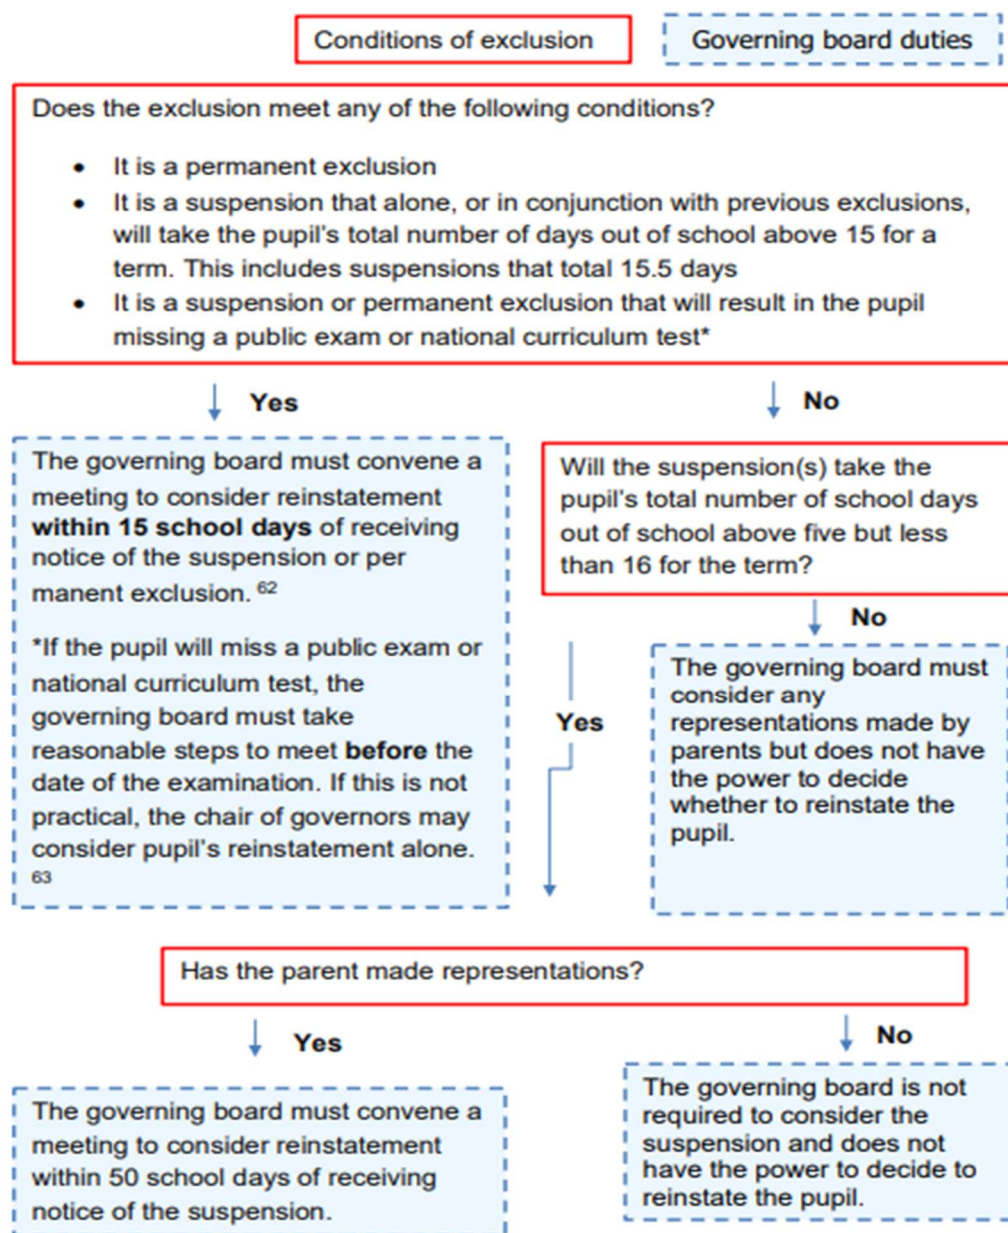 Conditions of exclusion
Governing board duties
Does the exclusion meet any of the following conditions?
• It is a permanent exclusion
• It is a suspension that alone, or in conjunction with previous exclusions,
will take the pupil's total number of days out of school above 15 for a
term. This includes suspensions that total 15.5 days
• It is a suspension or permanent exclusion that will result in the pupil
missing a public exam or national curriculum test*
Yes
No
The governing board must convene a
meeting to consider reinstatement
within 15 school days of receiving
notice of the suspension or per
manent exclusion. 62
*If the pupil will miss a public exam or
national curriculum test, the
governing board must take
reasonable steps to meet before the
date of the examination. If this is not
practical, the chair of governors may
consider pupil's reinstatement alone.
63
Will the suspension(s) take the
pupil's total number of school days
out of school above five but less
than 16 for the term?
No
Yes
The governing board must
consider any
representations made by
parents but does not have
the power to decide
whether to reinstate the
pupil.
Has the parent made representations?
Yes
No
The governing board must convene a
meeting to consider reinstatement
within 50 school days of receiving
notice of the suspension.
The governing board is not
required to consider the
suspension and does not
have the power to decide to
reinstate the pupil.